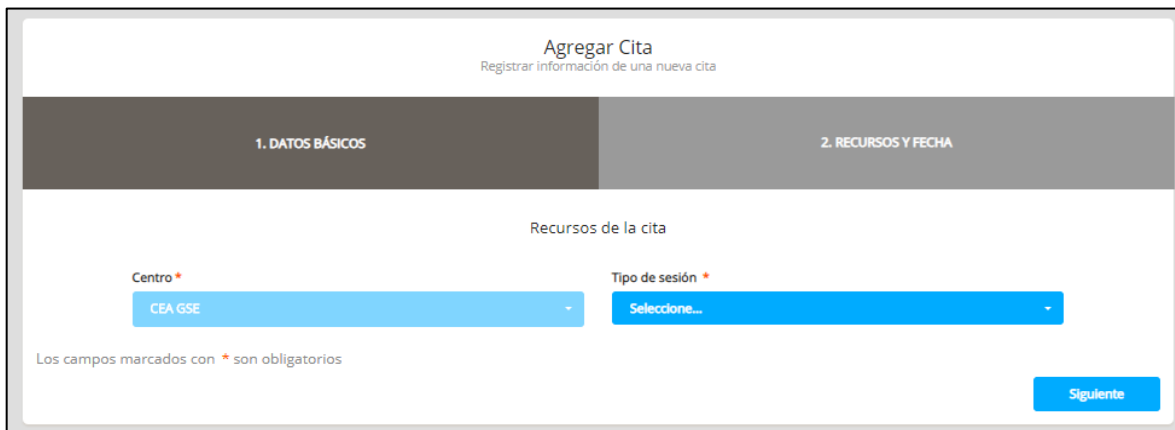 Agregar Cita
Registrar información de una nueva cita
1. DATOS BÁSICOS
2. RECURSOS Y FECHA
Recursos de la cita
Centro *
Tipo de sesión *
CEA GSE
Seleccione...
Los campos marcados con * son obligatorios
Siguiente